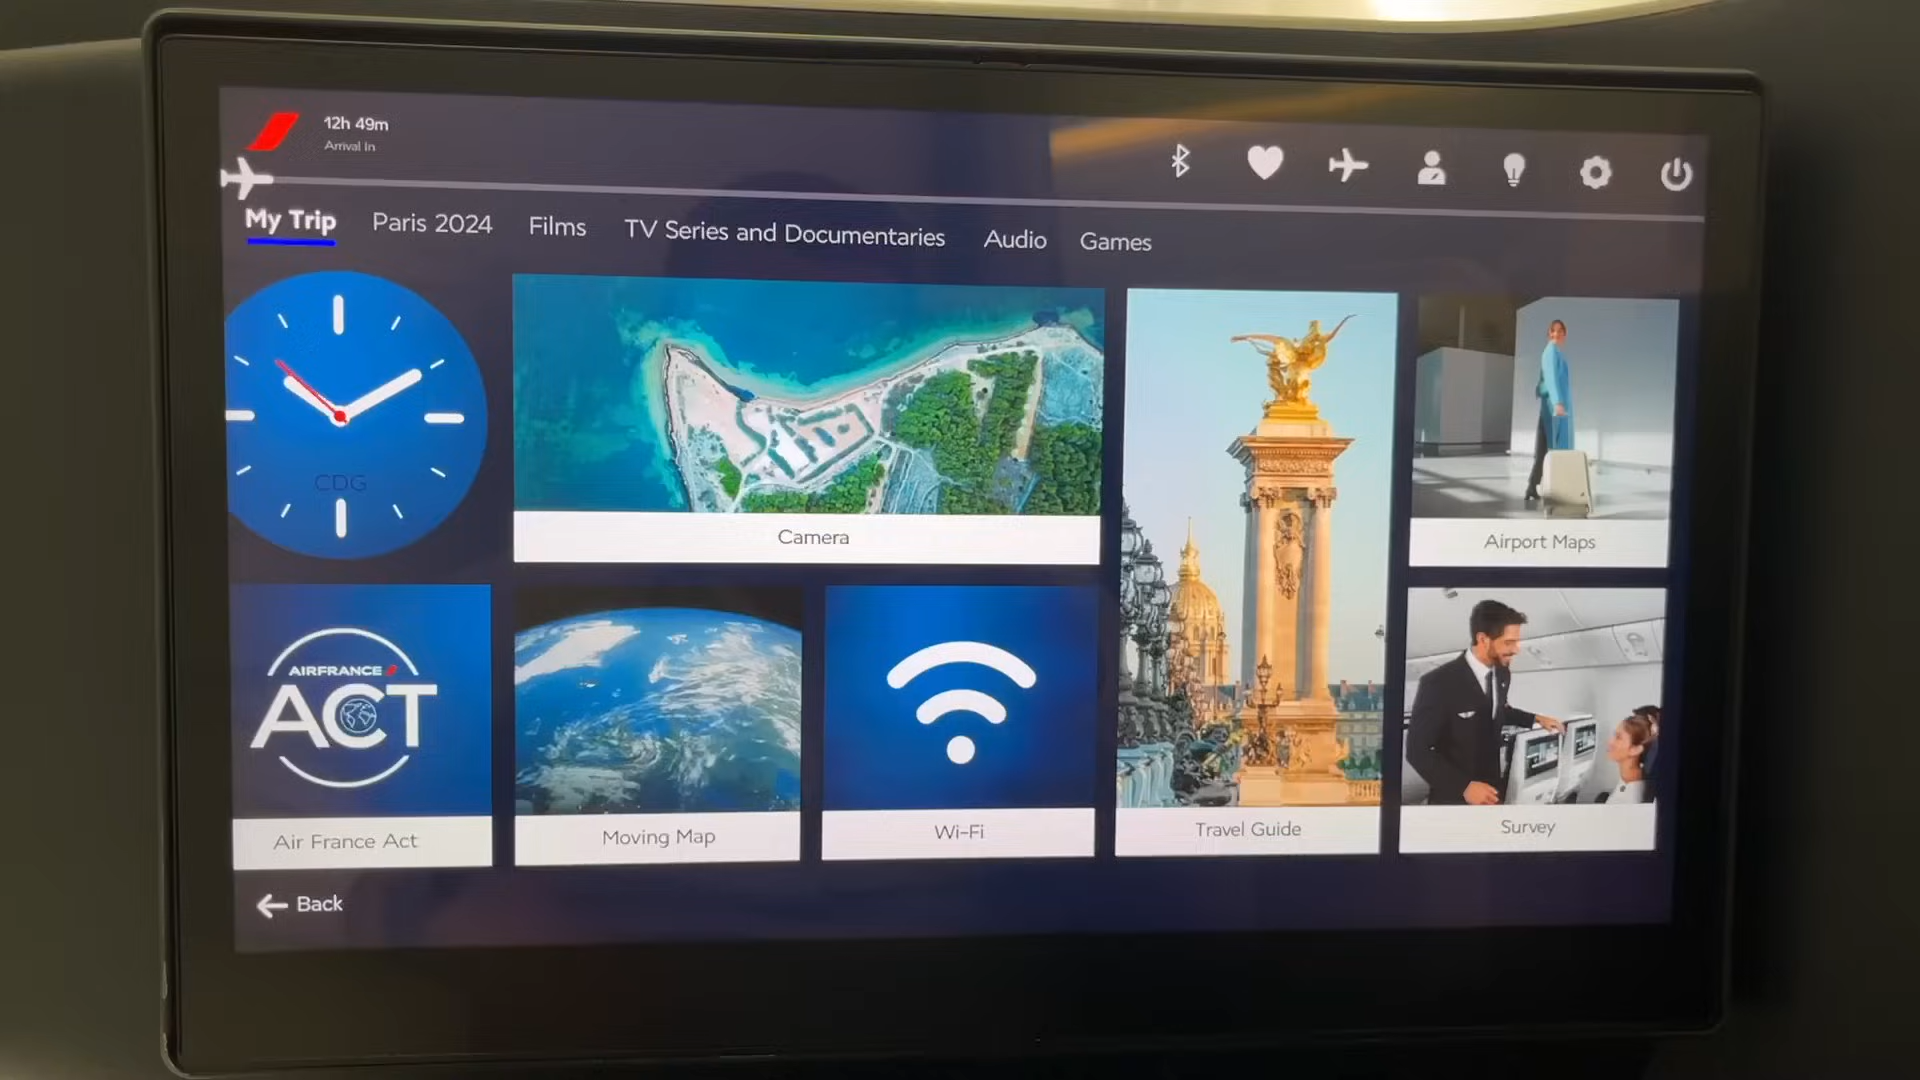 12h 49m
Arrival In
My Trip
Paris 2024
Films
TV Series and Documentaries
Audio
Games
CDG
Camera
Airport Maps
AIRFRANCE
ACT
Air France Act
Moving Map
Wi-Fi
Travel Guide
Survey
Back